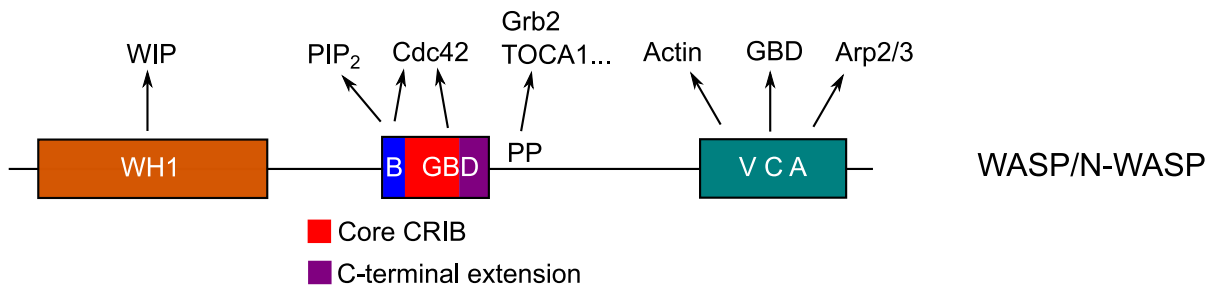 Grb2
TOCA1...
WIP
PIP2
Cdc42
Actin
GBD
Arp2/3
WH1
B
GBD
PP
V C A
WASP/N-WASP
Core CRIB
C-terminal extension